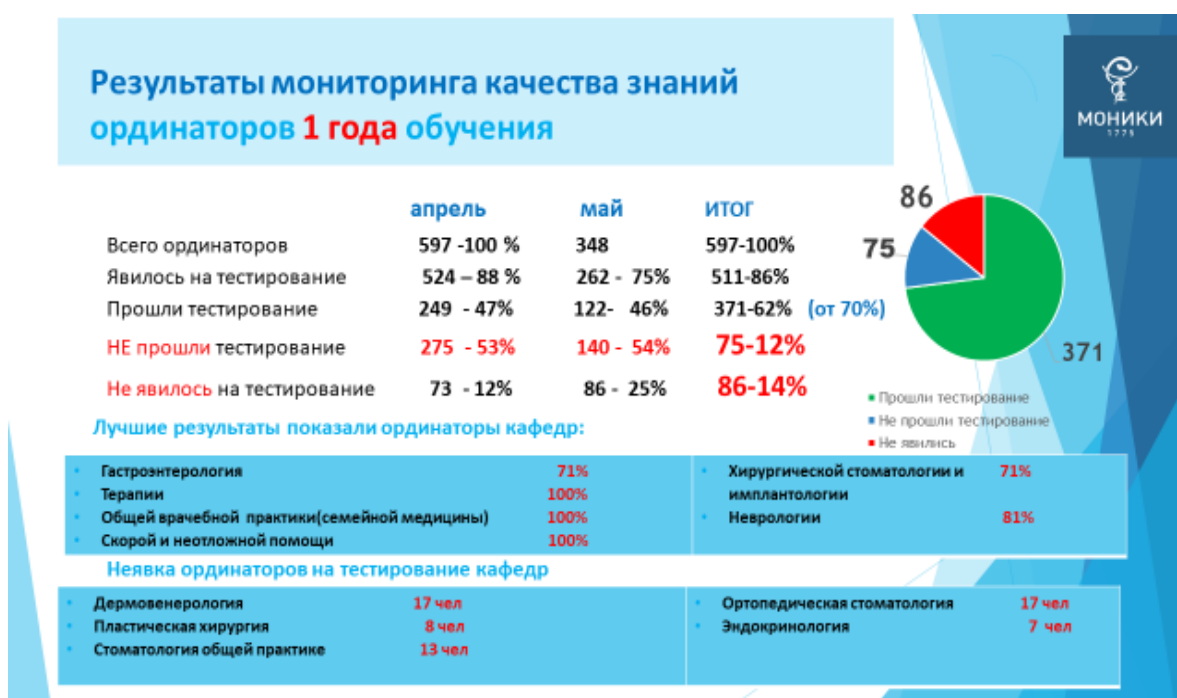 Результаты мониторинга качества знаний
ординаторов 1 года обучения
МОНИКИ
1775
апрель май ИТОГ
Всего ординаторов 597 -100 % 348 597-100%
Явилось на тестирование 524 – 88 % 262 - 75% 511-86%
Прошли тестирование 249 - 47% 122- 46% 371-62% (от 70%)
НЕ прошли тестирование 275 - 53% 140 - 54% 75-12%
Не явилось на тестирование 73 - 12% 86 - 25% 86-14%
86
75
371
Прошли тестирование
Не прошли тестирование
Не явились
Лучшие результаты показали ординаторы кафедр:
Гастроэнтерология 71%
Терапии 100%
Общей врачебной практики(семейной медицины) 100%
Скорой и неотложной помощи 100%
Хирургической стоматологии и 71%
имплантологии
Неврологии 81%
Неявка ординаторов на тестирование кафедр
Дермовенерология 17 чел
Пластическая хирургия 8 чел
Стоматология общей практике 13 чел
Ортопедическая стоматология 17 чел
Эндокринология 7 чел